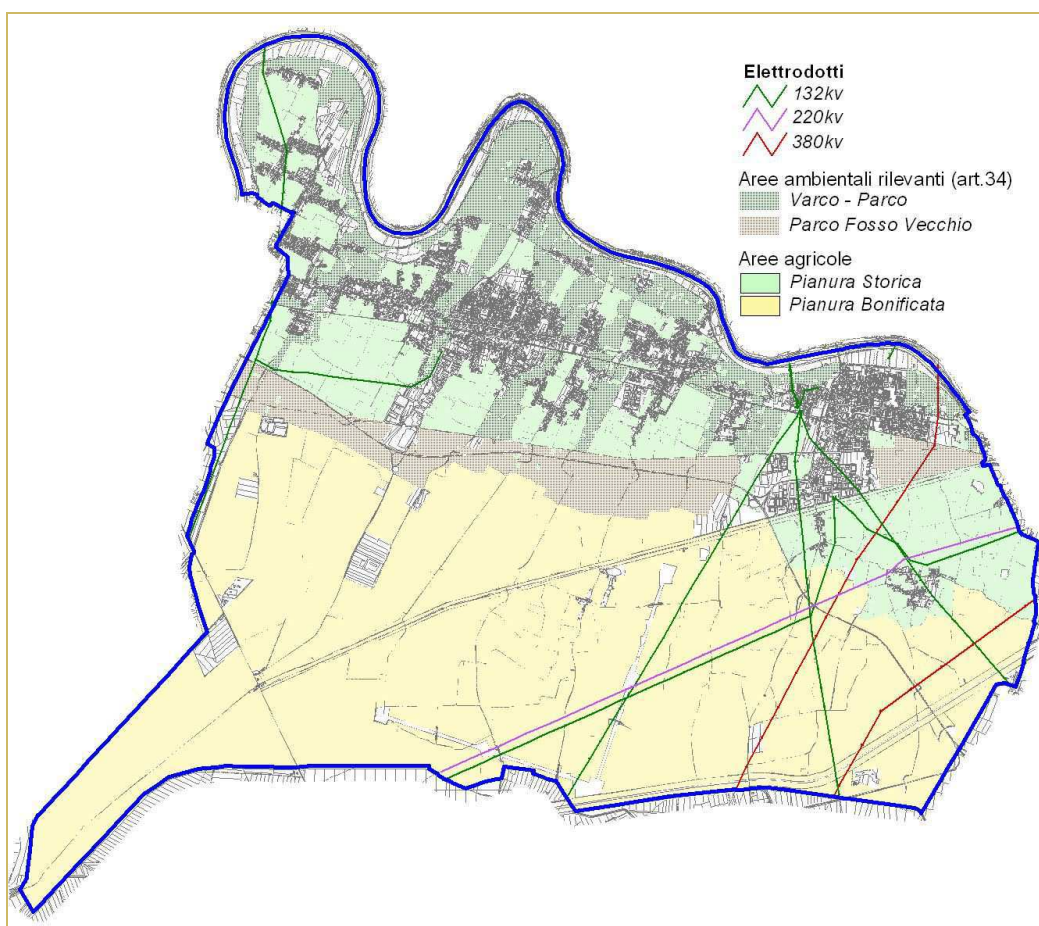 Elettrodotti
132kv
220kv
380kv
Aree ambientali rilevanti (art.34)
Varco - Parco
Parco Fosso Vecchio
Aree agricole
Pianura Storica
Pianura Bonificata